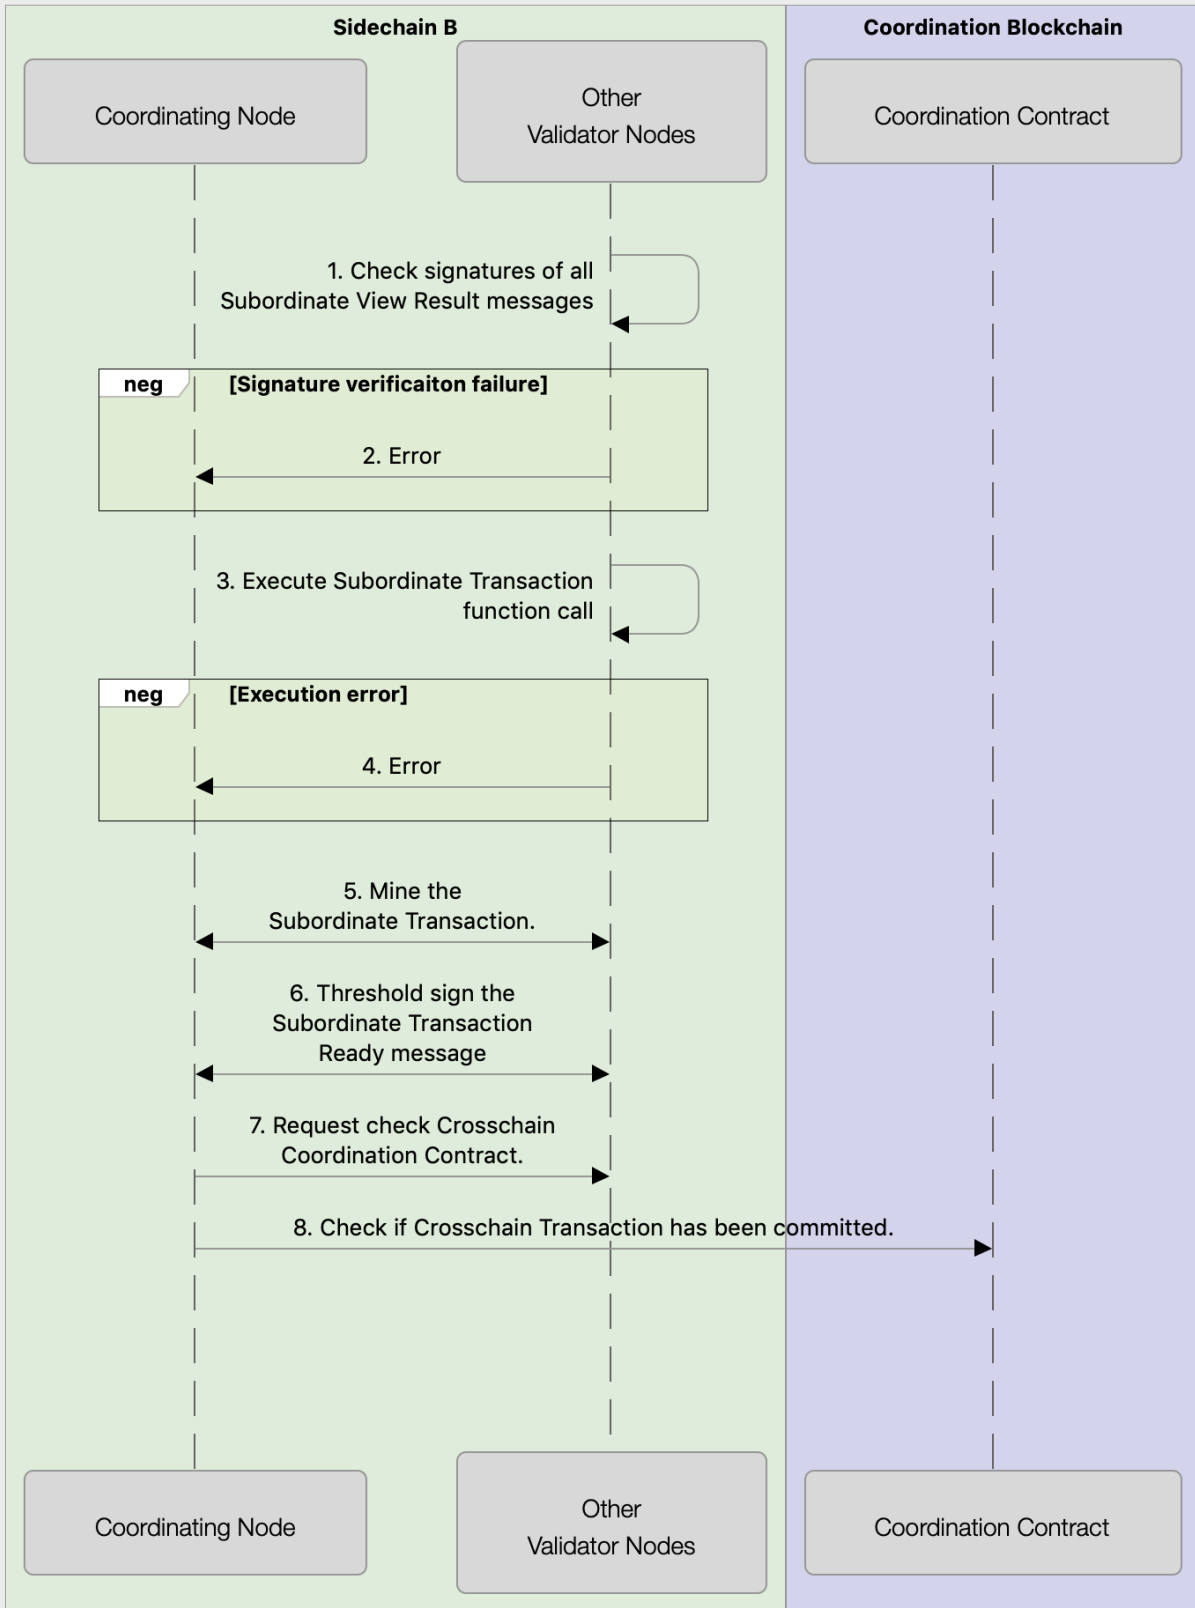 Sidechain B
Coordination Blockchain
Coordinating Node
Other
Validator Nodes
Coordination Contract
1. Check signatures of all
Subordinate View Result messages
neg
[Signature verificaiton failure]
2. Error
3. Execute Subordinate Transaction
function call
neg
[Execution error]
4. Error
5. Mine the
Subordinate Transaction.
6. Threshold sign the
Subordinate Transaction
Ready message
7. Request check Crosschain
Coordination Contract.
8. Check if Crosschain Transaction has been committed.
Coordinating Node
Other
Validator Nodes
Coordination Contract